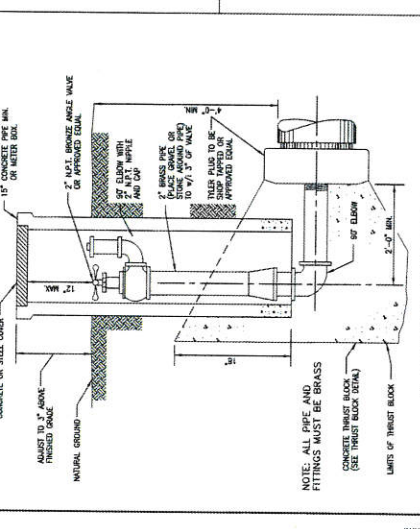 15" CONCRETE PIPE MIN.
OR METER BOX.
2" N.P.T. BRONZE ANGLE VALVE
OR APPROVED EQUAL
90° ELBOW WITH
2" N.P.T. NIPPLE
AND CAP
2" BRASS PIPE
(PLACE GRAVEL OR
STONE AROUND PIPE)
TO w/i 3" OF VALVE
TYLER PLUG TO BE
SHOP TAPPED OR
APPROVED EQUAL
4'-0" MIN.
CONCRETE OR STEEL COVER
12" MAX.
ADJUST TO 3" ABOVE
FINISHED GRADE
NATURAL GROUND
18"
90° ELBOW
2'-0" MIN.
NOTE: ALL PIPE AND
FITTINGS MUST BE BRASS
CONCRETE THRUST BLOCK
(SEE THRUST BLOCK DETAIL)
LIMITS OF THRUST BLOCK